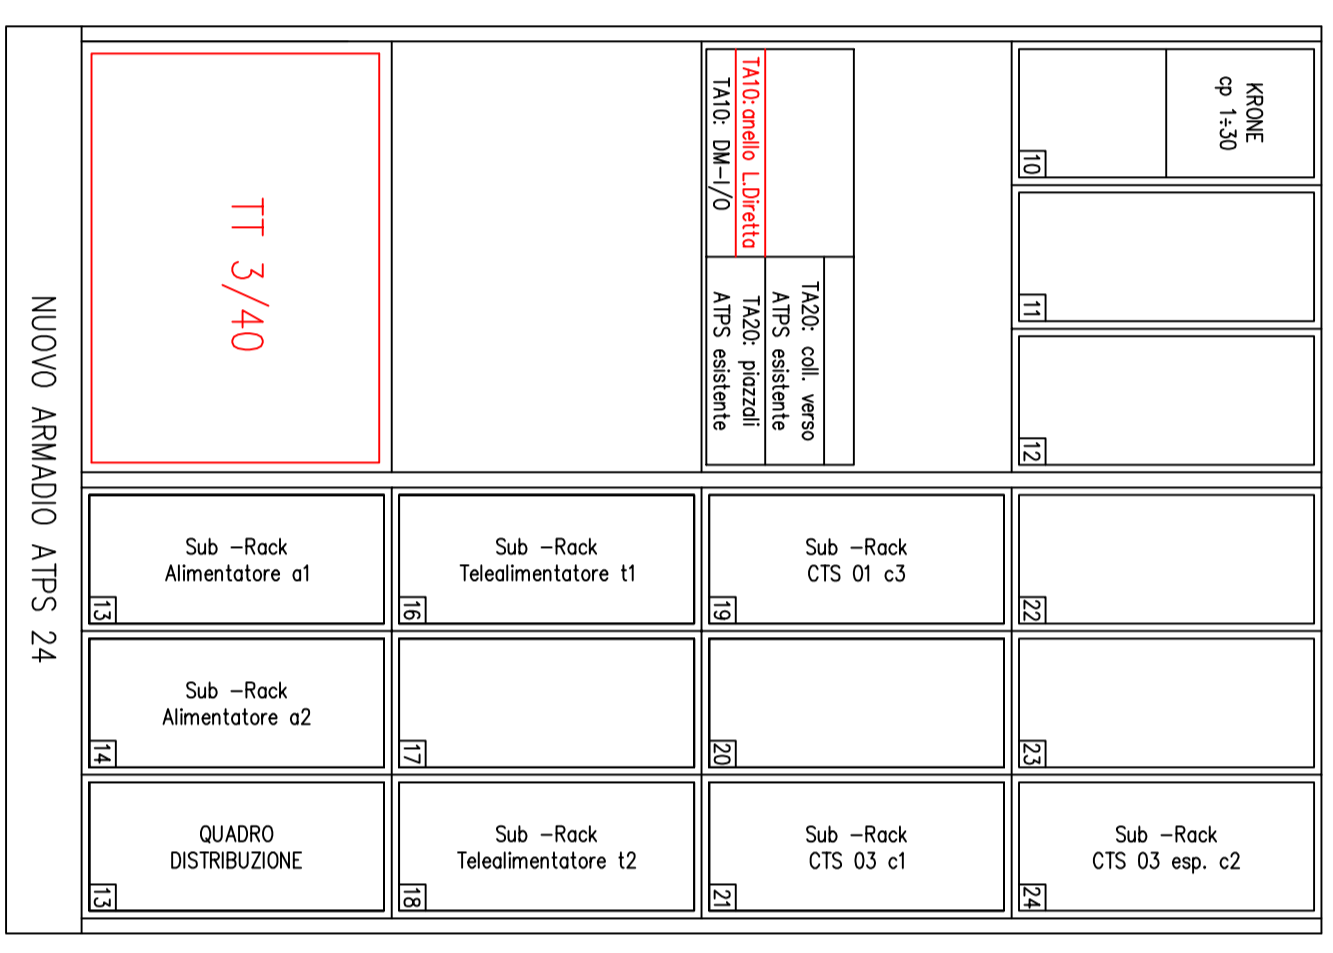 NUOVO ARMADIO ATPS 24
TT 3/40
TA10: anello L.Diretta
TA10: DM-I/O
TA20: coll. verso
ATPS esistente
TA20: piazzali
ATPS esistente
KRONE
cp 1÷30
10
11
12
Sub -Rack
Alimentatore a1
13
Sub -Rack
Telealimentatore t1
16
Sub -Rack
CTS 01 c3
19
22
Sub -Rack
Alimentatore a2
14
17
20
23
QUADRO
DISTRIBUZIONE
13
Sub -Rack
Telealimentatore t2
18
Sub -Rack
CTS 03 c1
21
Sub -Rack
CTS 03 esp. c2
24